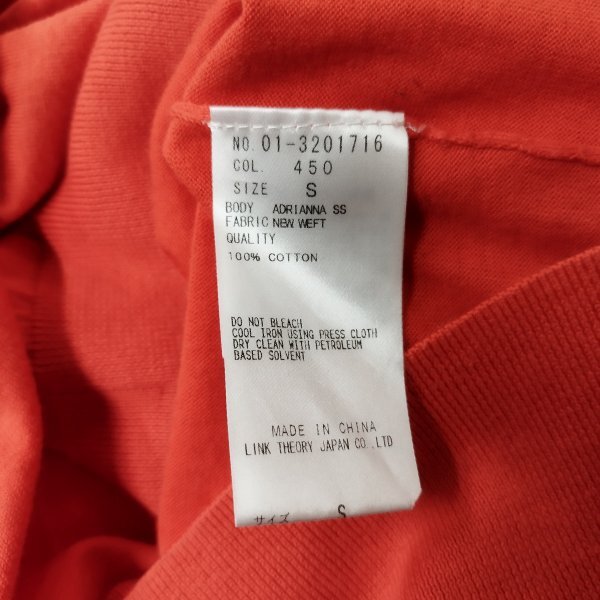 NO. 01-3201716
COL. 450
SIZE S
BODY ADRIANNA SS
FABRIC NEW WEFT
QUALITY
100% COTTON
DO NOT BLEACH
COOL IRON USING PRESS CLOTH
DRY CLEAN WITH PETROLEUM
BASED SOLVENT
MADE IN CHINA
LINK THEORY JAPAN CO.,LTD
サイズ S